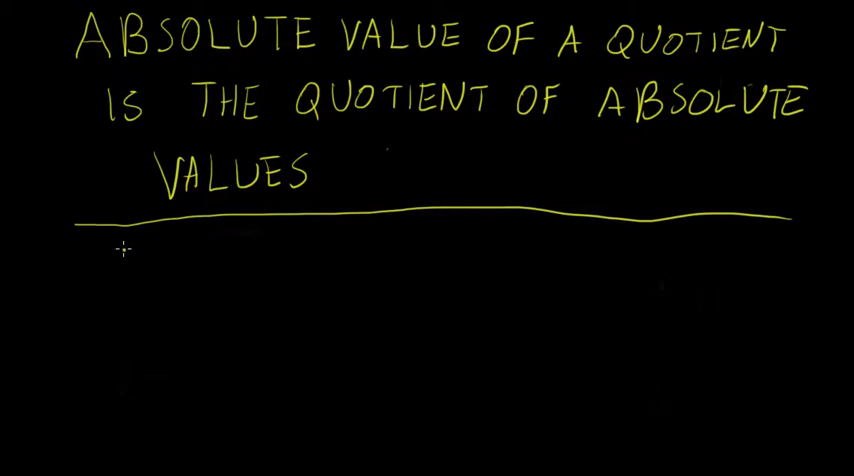 ABSOLUTE VALUE OF A QUOTIENT
IS THE QUOTIENT OF ABSOLUTE
VALUES